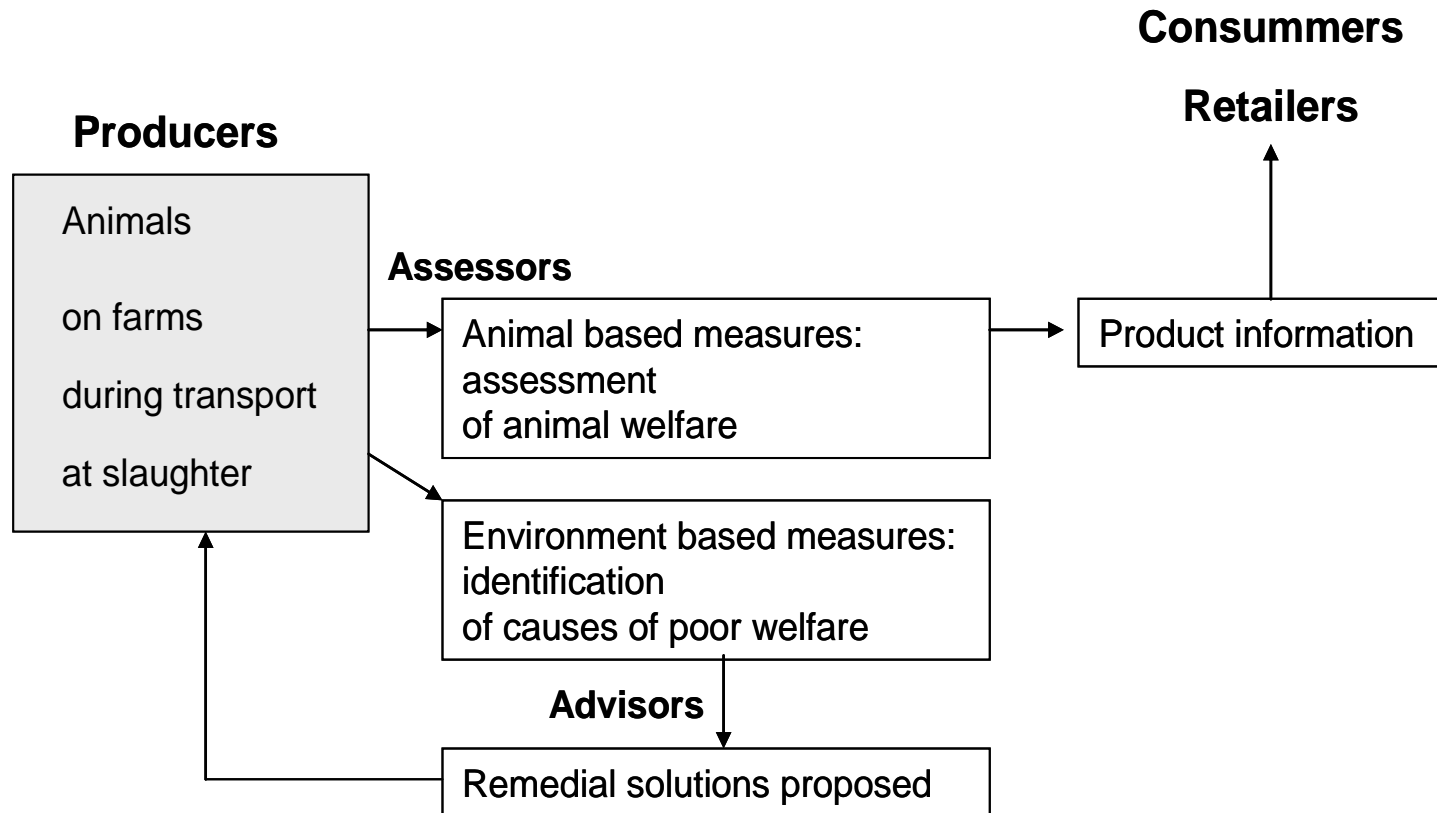 Consummers
Retailers
Producers
Animals
on farms
during transport
at slaughter
Assessors
Animal based measures:
assessment
of animal welfare
Product information
Environment based measures:
identification
of causes of poor welfare
Advisors
Remedial solutions proposed